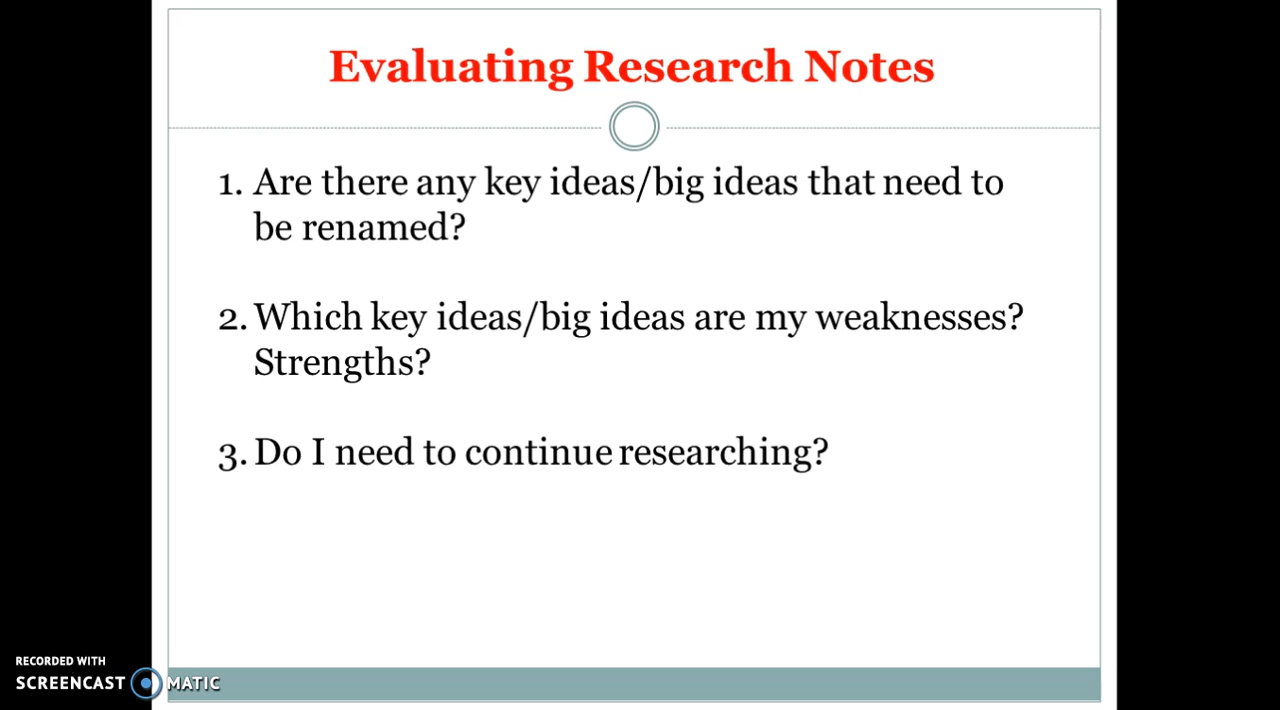 Evaluating Research Notes
1. Are there any key ideas/big ideas that need to
be renamed?
2. Which key ideas/big ideas are my weaknesses?
Strengths?
3. Do I need to continue researching?
RECORDED WITH
SCREENCAST MATIC